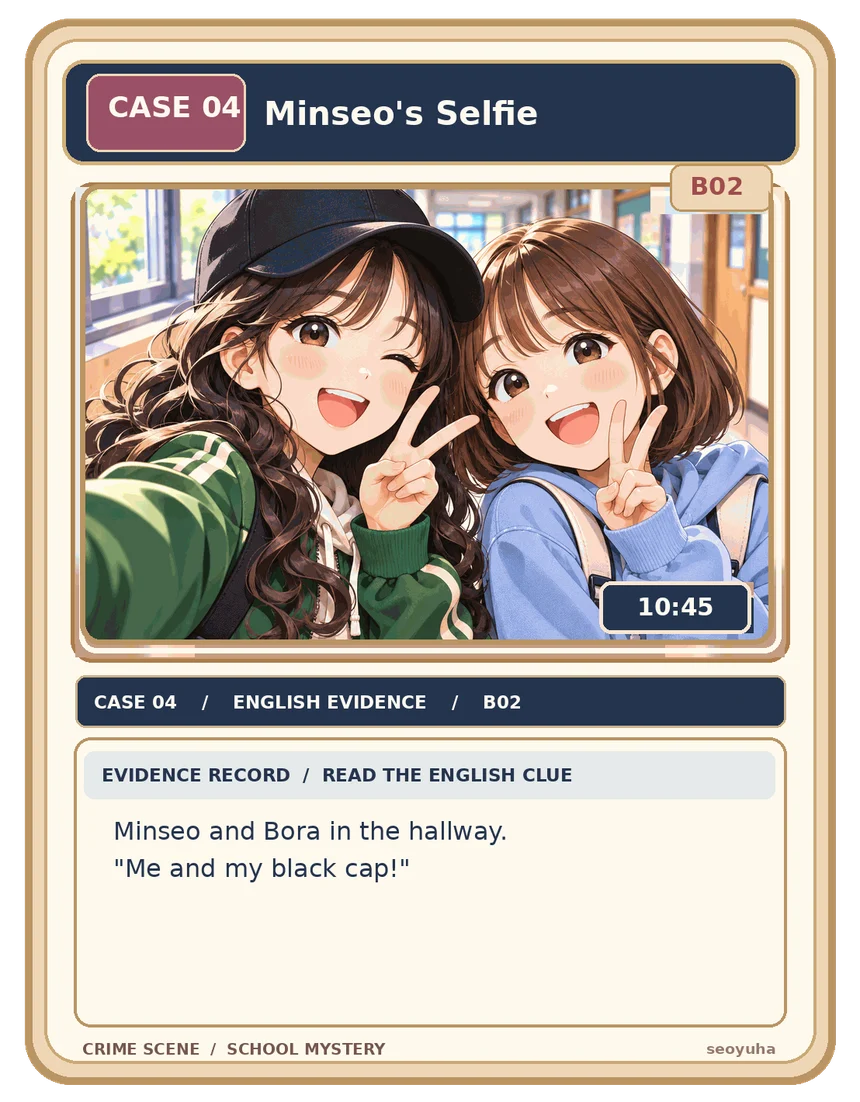 CASE 04 Minseo's Selfie
B02
10:45
CASE 04 / ENGLISH EVIDENCE / B02
EVIDENCE RECORD / READ THE ENGLISH CLUE
Minseo and Bora in the hallway.
"Me and my black cap!"
CRIME SCENE / SCHOOL MYSTERY seoyuha